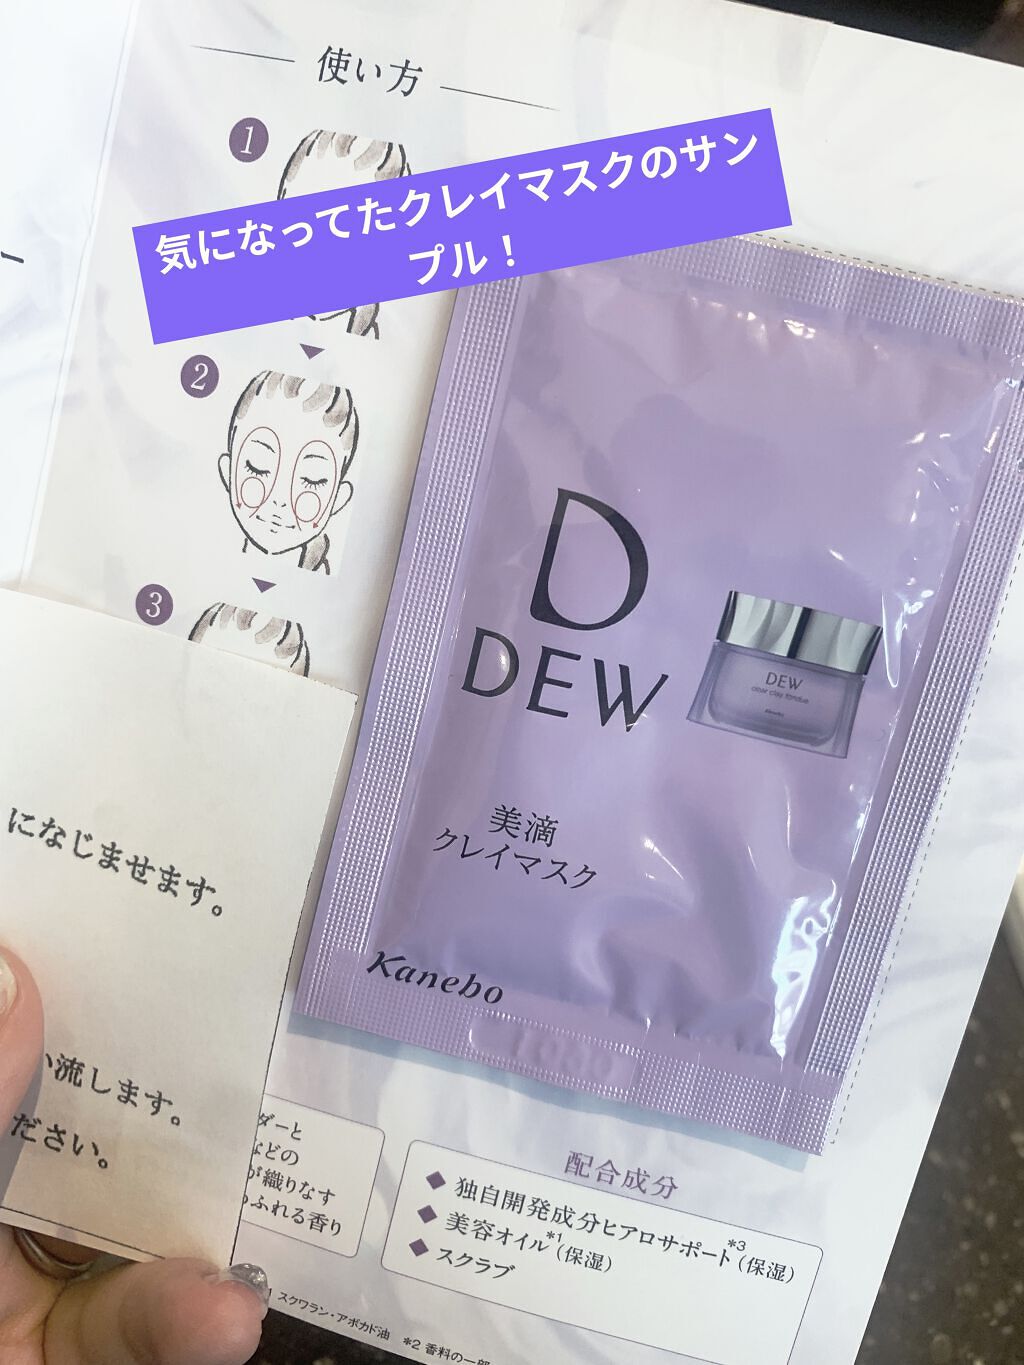 使い方
1
気になってたクレイマスクのサン
プル！
2
3
になじませます。
い流します。
ださい。
D
DEW
DEW
clear clay fondue
Kanebo
美滴
クレイマスク
Kanebo
ダーと
などの
が織りなす
ふれる香り
配合成分
◆ 独自開発成分ヒアロサポート*3(保湿)
◆ 美容オイル*1(保湿)
◆ スクラブ
1 スクワラン・アボカド油 *2 香料の一部